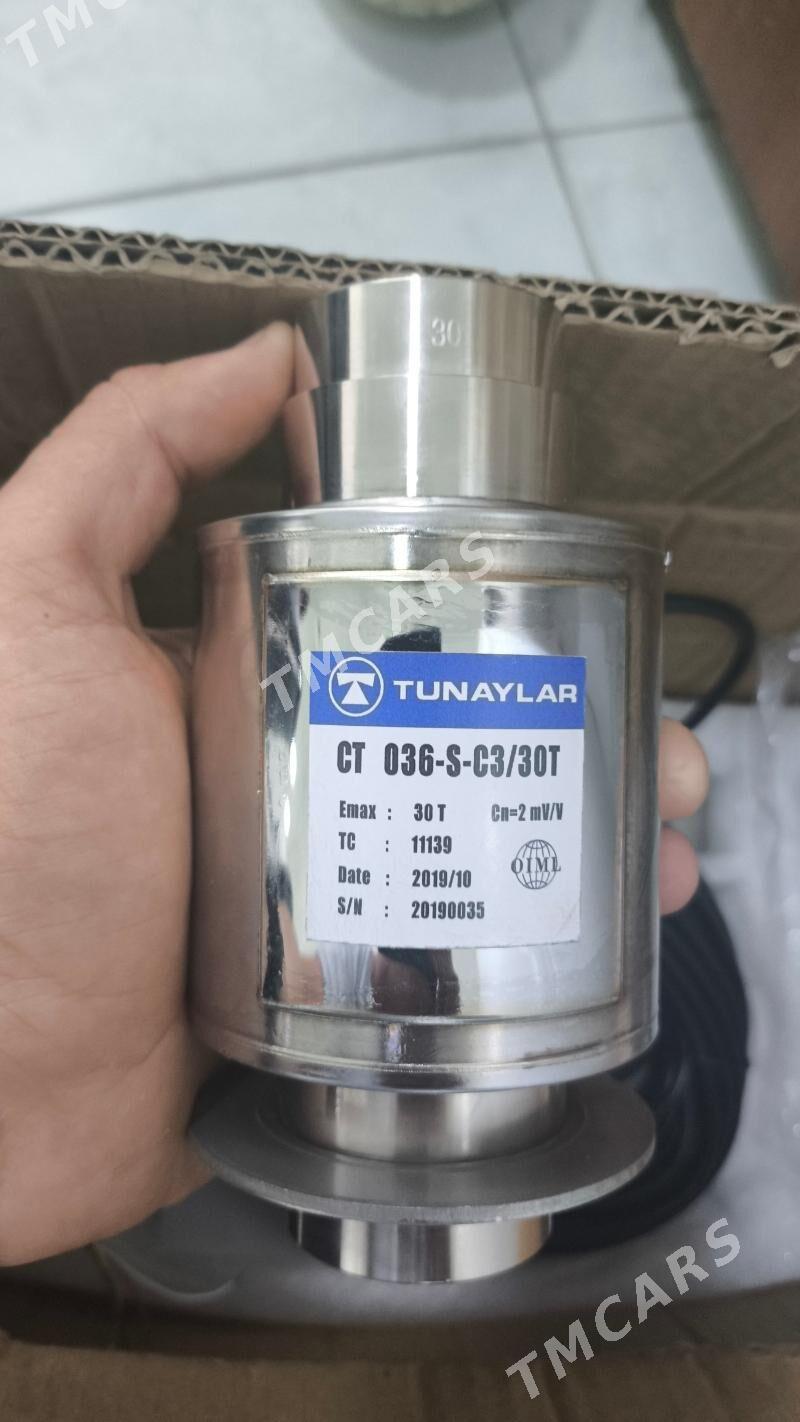 TMCARS
30
TMCARS
TUNAYLAR
CT 036-S-C3/30T
Emax : 30 T Cn=2 mV/V
TC : 11139
OIML
Date : 2019/10
S/N : 20190035
TMCARS